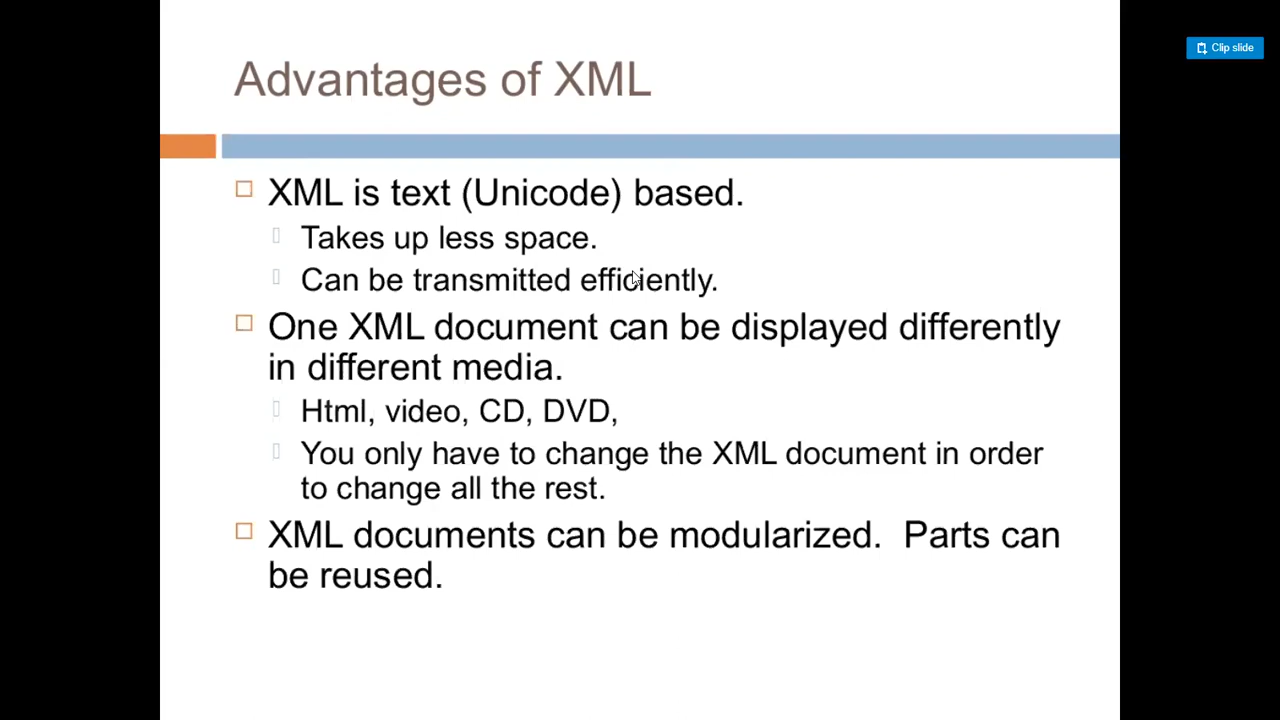 Clip slide
Advantages of XML
XML is text (Unicode) based.
Takes up less space.
Can be transmitted efficiently.
One XML document can be displayed differently
in different media.
Html, video, CD, DVD,
You only have to change the XML document in order
to change all the rest.
XML documents can be modularized.  Parts can
be reused.